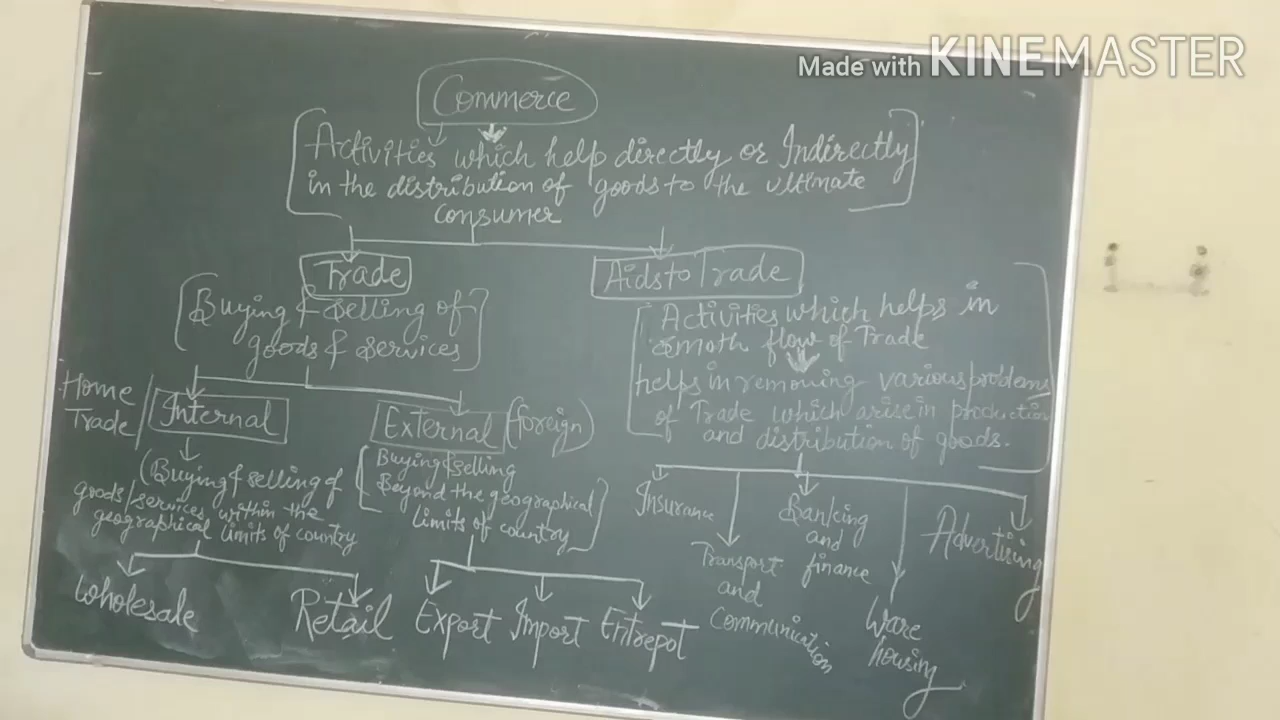 Made with KINEMASTER
Commerce
Activities which help directly or Indirectly
in the distribution of goods to the ultimate
consumer
Trade
Buying & selling of
goods & services
Aids to Trade
Activities which helps in
smoth flow of Trade
helps in removing various problems
of Trade which arise in production
and distribution of goods.
Home
Trade
Internal
(Buying & selling of
goods/services within the
geographical limits of country
External (foreign)
Buying & selling
Beyond the geographical
limits of country
Wholesale
Retail
Export
Import
Entrepot
Insurance
Transport
and
communication
Banking
and
finance
Ware
housing
Advertising